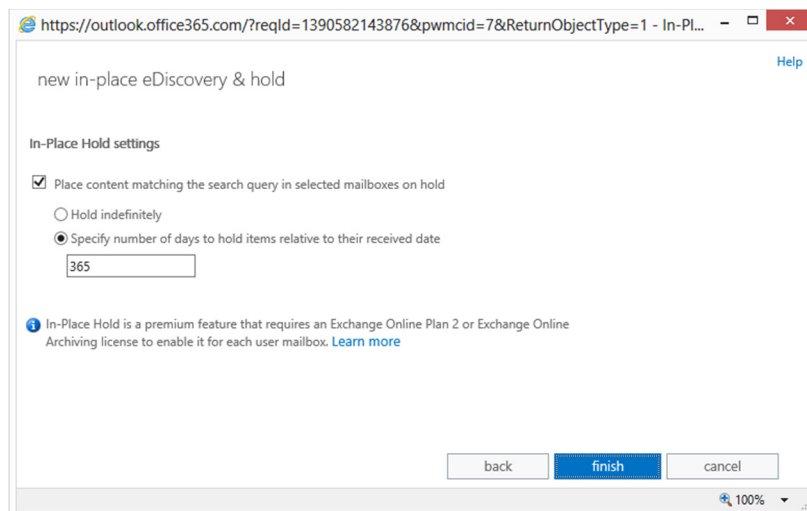 https://outlook.office365.com/?reqId=1390582143876&pwmcid=7&ReturnObjectType=1 - In-Pl...
Help
new in-place eDiscovery & hold
In-Place Hold settings
Place content matching the search query in selected mailboxes on hold
Hold indefinitely
Specify number of days to hold items relative to their received date
365
In-Place Hold is a premium feature that requires an Exchange Online Plan 2 or Exchange Online
Archiving license to enable it for each user mailbox. Learn more
back finish cancel
100%